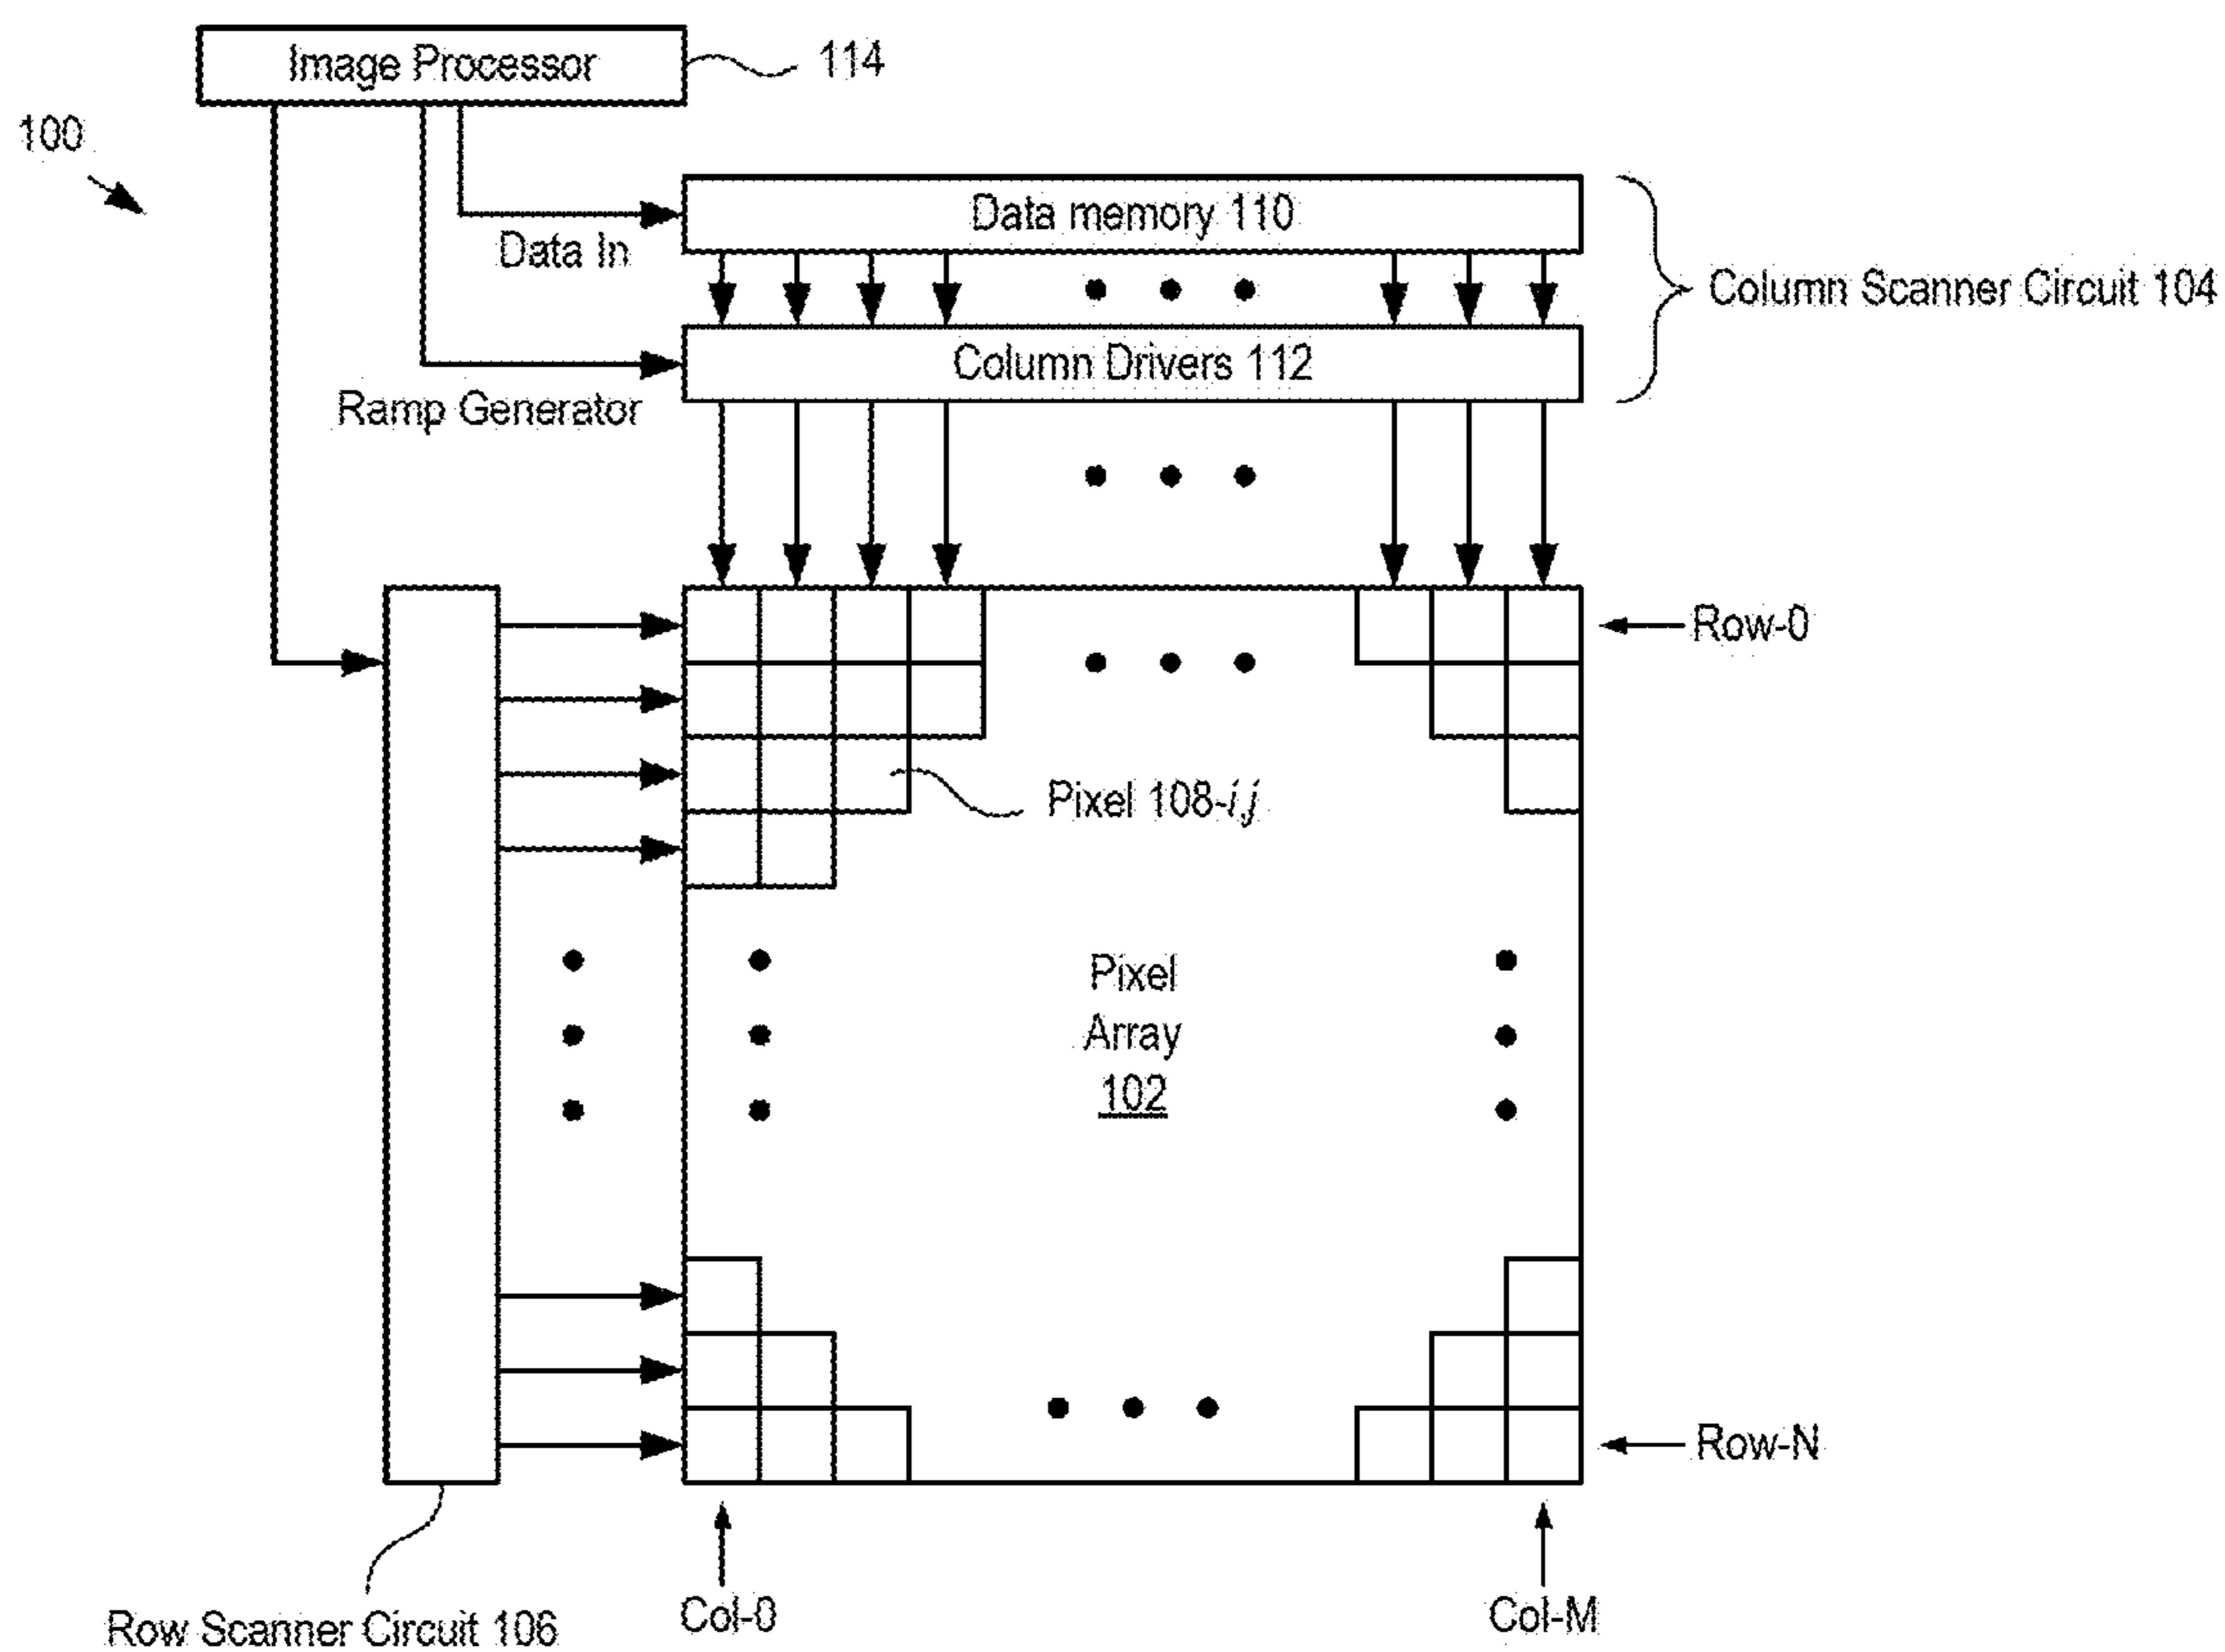 Image Processor
114
100
Data memory 110
Data In
Column Scanner Circuit 104
Column Drivers 112
Ramp Generator
Row-0
Pixel 108-i,j
Pixel
Array
102
Row-N
Row Scanner Circuit 106
Col-0
Col-M